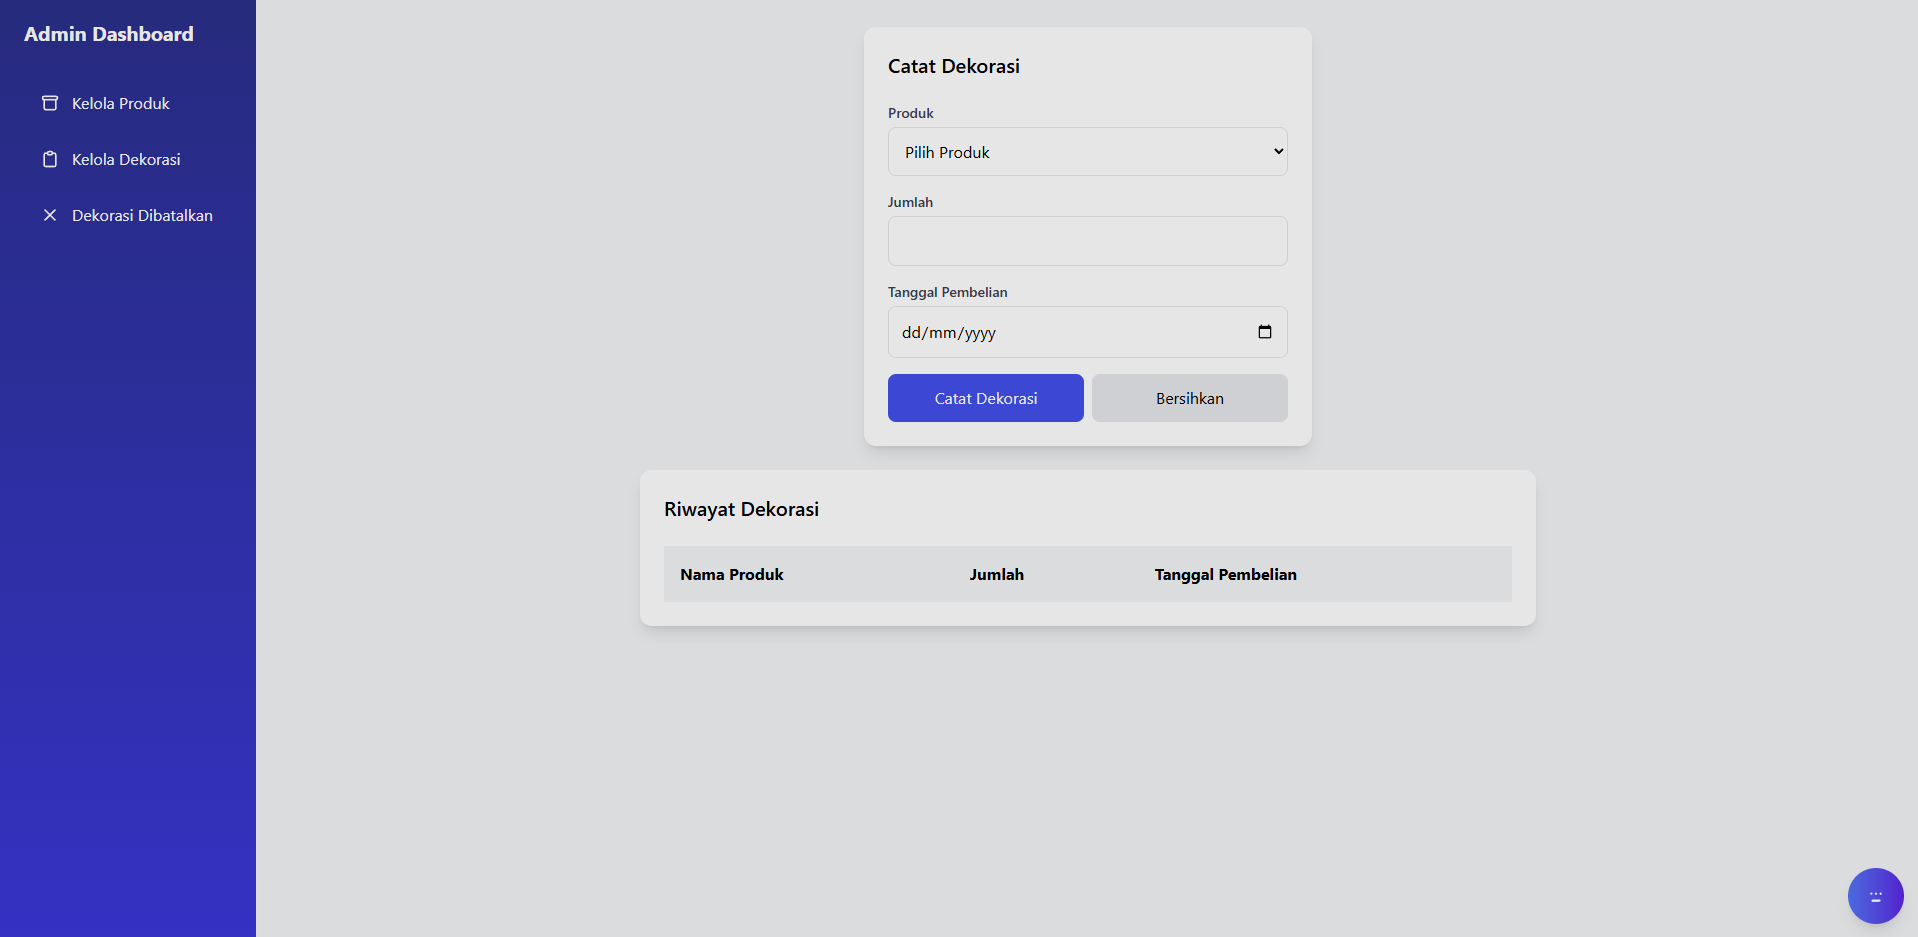 Admin Dashboard
Kelola Produk
Kelola Dekorasi
Dekorasi Dibatalkan
Catat Dekorasi
Produk
Pilih Produk
Jumlah
Tanggal Pembelian
dd/mm/yyyy
Catat Dekorasi
Bersihkan
Riwayat Dekorasi
Nama Produk Jumlah Tanggal Pembelian